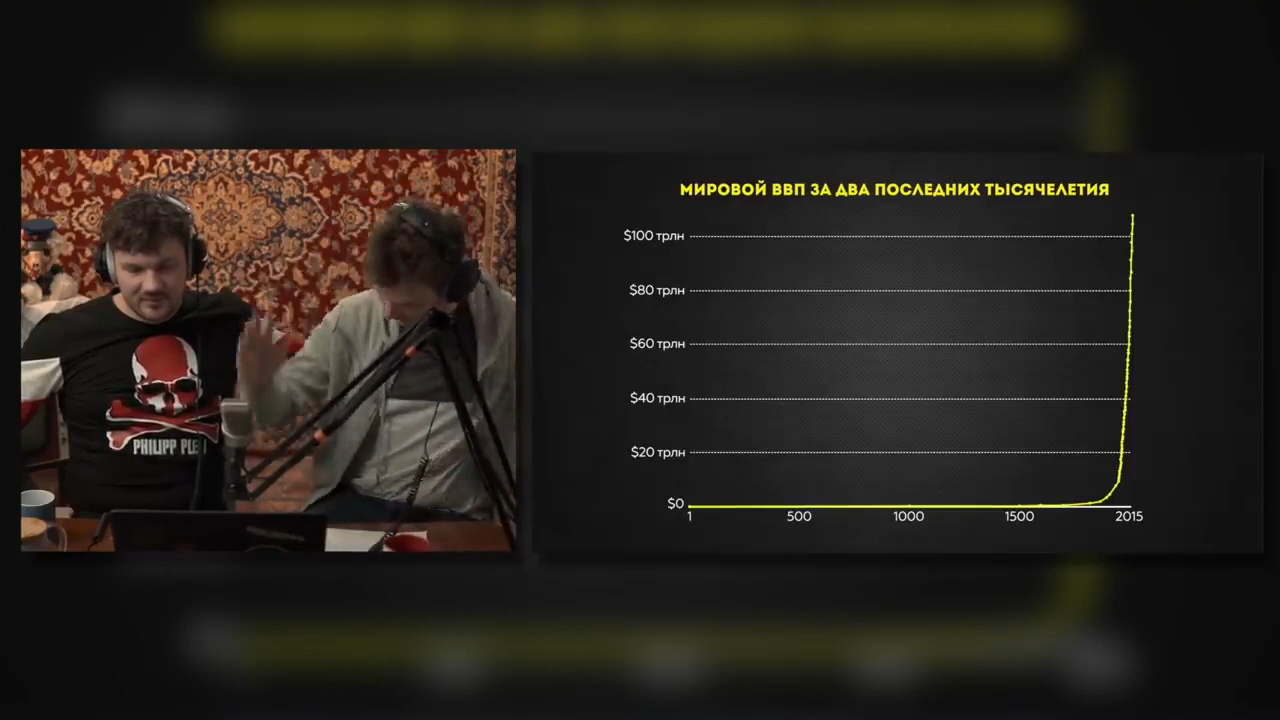 МИРОВОЙ ВВП ЗА ДВА ПОСЛЕДНИХ ТЫСЯЧЕЛЕТИЯ
$100 трлн
$80 трлн
$60 трлн
$40 трлн
$20 трлн
$0
1 500 1000 1500 2015
PHILIPP PLEI